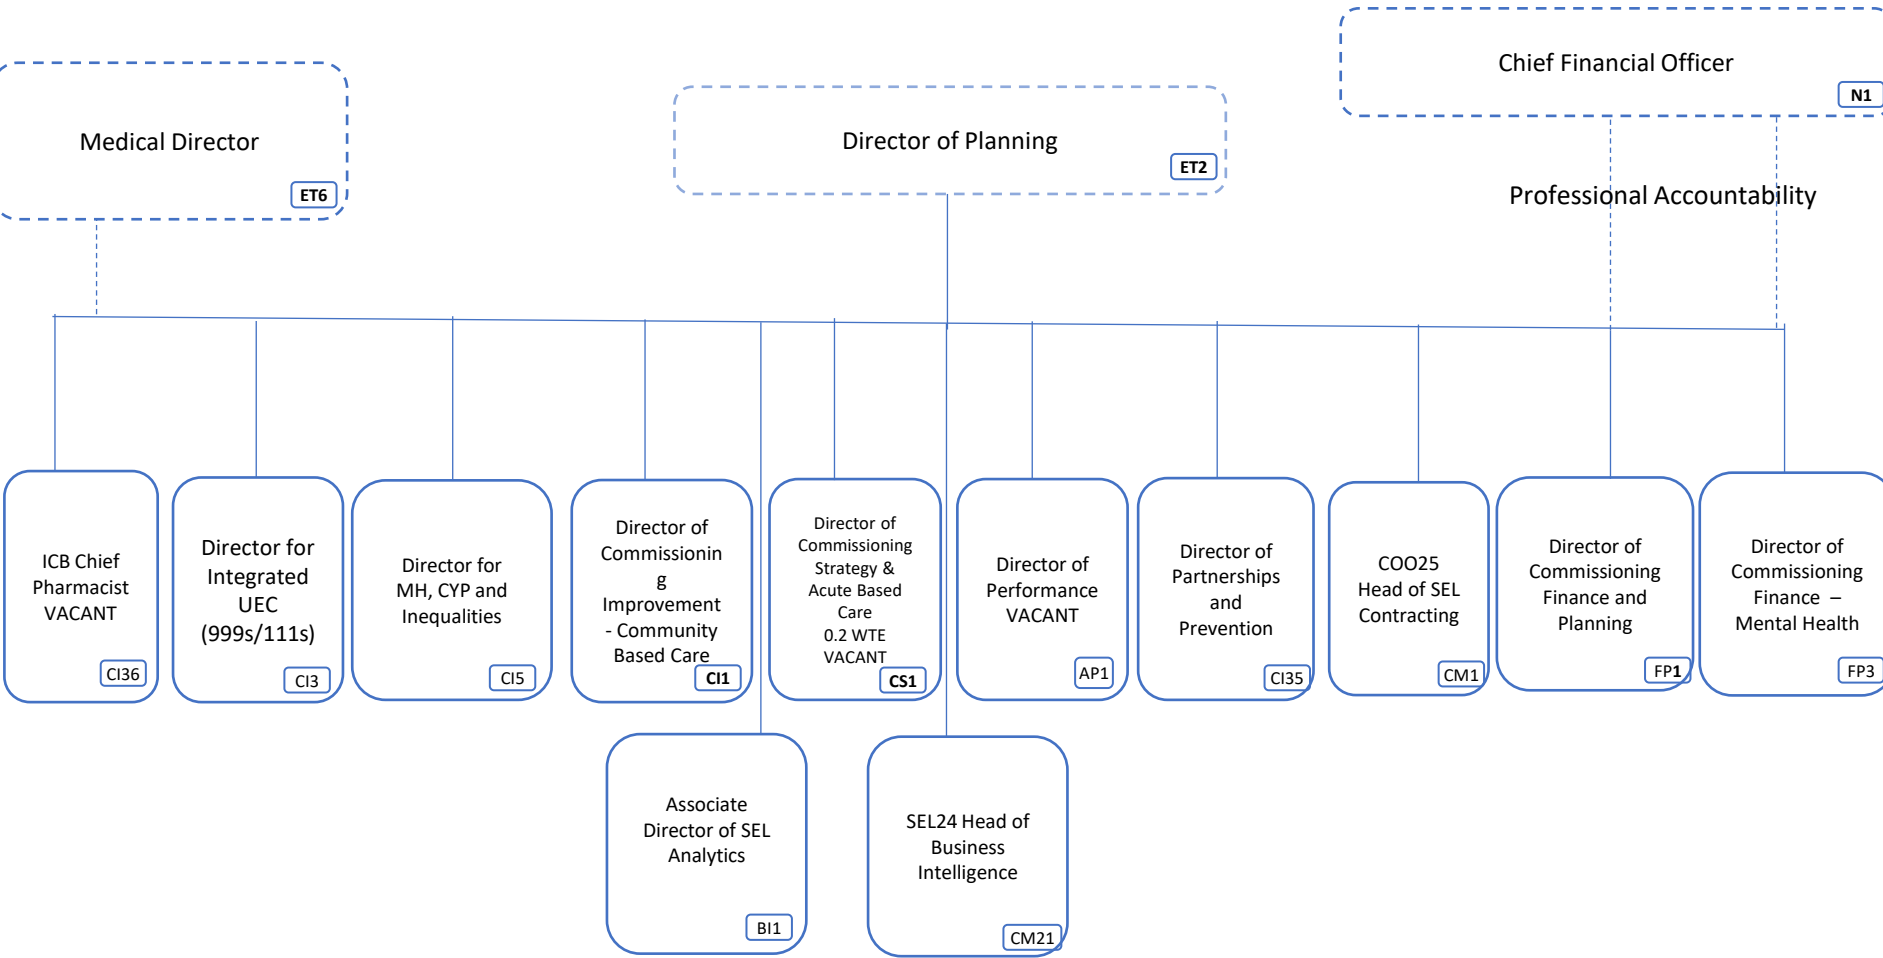 Chief Financial Officer
N1
Medical Director
ET6
Director of Planning
ET2
Professional Accountability
ICB Chief
Pharmacist
VACANT
CI36
Director for
Integrated
UEC
(999s/111s)
CI3
Director for
MH, CYP and
Inequalities
CI5
Director of
Commissionin
g
Improvement
- Community
Based Care
CI1
Director of
Commissioning
Strategy &
Acute Based
Care
0.2 WTE
VACANT
CS1
Director of
Performance
VACANT
AP1
Director of
Partnerships
and
Prevention
CI35
COO25
Head of SEL
Contracting
CM1
Director of
Commissioning
Finance and
Planning
FP1
Director of
Commissioning
Finance –
Mental Health
FP3
Associate
Director of SEL
Analytics
BI1
SEL24 Head of
Business
Intelligence
CM21